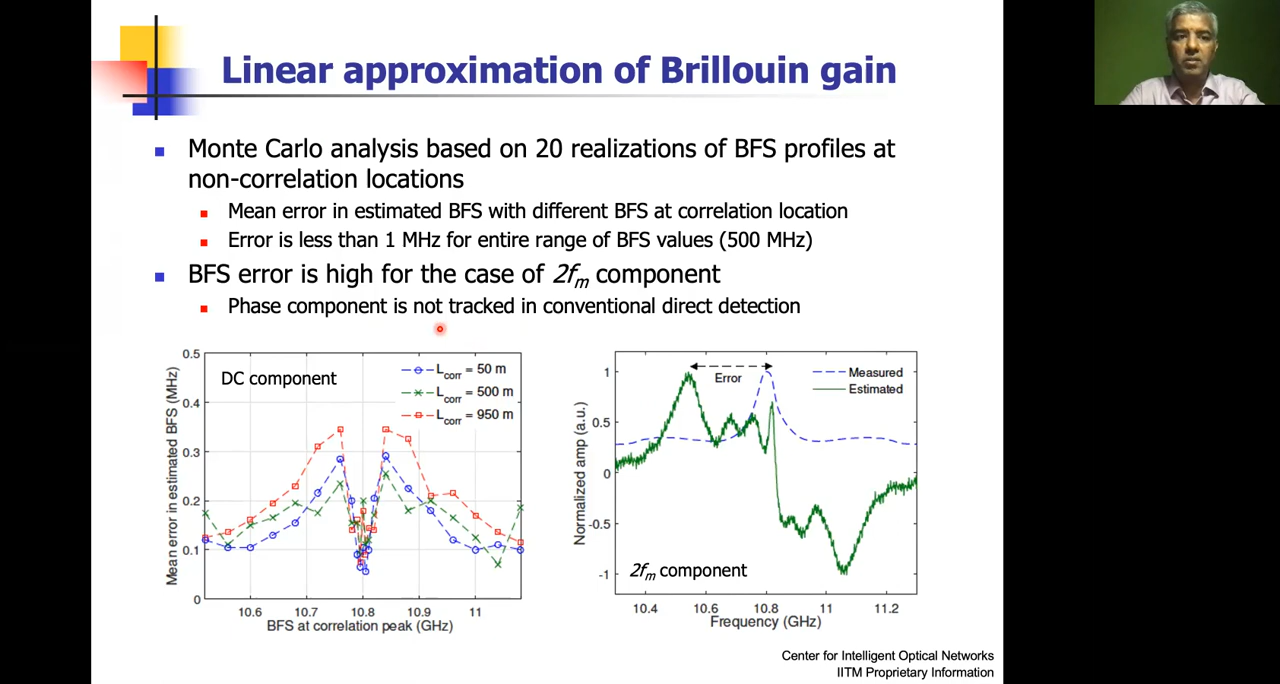 Linear approximation of Brillouin gain
Monte Carlo analysis based on 20 realizations of BFS profiles at
non-correlation locations
Mean error in estimated BFS with different BFS at correlation location
Error is less than 1 MHz for entire range of BFS values (500 MHz)
BFS error is high for the case of 2fm component
Phase component is not tracked in conventional direct detection
Mean error in estimated BFS (MHz)
0.5
0.4
0.3
0.2
0.1
0
DC component
Lcorr = 50 m
Lcorr = 500 m
Lcorr = 950 m
10.6 10.7 10.8 10.9 11
BFS at correlation peak (GHz)
Normalized amp (a.u.)
1
0.5
0
-0.5
-1
Error
Measured
Estimated
2fm component
10.4 10.6 10.8 11 11.2
Frequency (GHz)
Center for Intelligent Optical Networks
IITM Proprietary Information